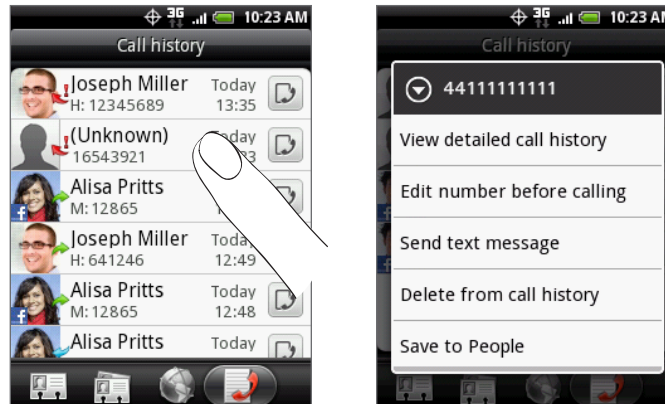 3G 10:23 AM
Call history
Joseph Miller Today
H: 12345689 13:35
(Unknown)
16543921
Alisa Pritts
M: 12865
Joseph Miller
H: 641246 12:49
Alisa Pritts Today
M: 12865 12:48
Alisa Pritts Today
3G 10:23
Call history
44111111111
View detailed call history
Edit number before calling
Send text message
Delete from call history
Save to People